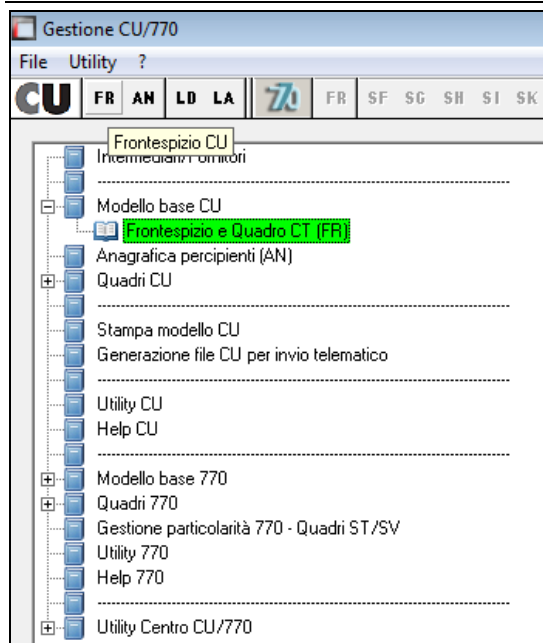 Gestione CU/770
File Utility ?
CU FR AN LD LA 770 FR SF SG SH SI SK
Frontespizio CU
Intermediari/Fornitori
Modello base CU
Frontespizio e Quadro CT (FR)
Anagrafica percipienti (AN)
Quadri CU
Stampa modello CU
Generazione file CU per invio telematico
Utility CU
Help CU
Modello base 770
Quadri 770
Gestione particolarità 770 - Quadri ST/SV
Utility 770
Help 770
Utility Centro CU/770